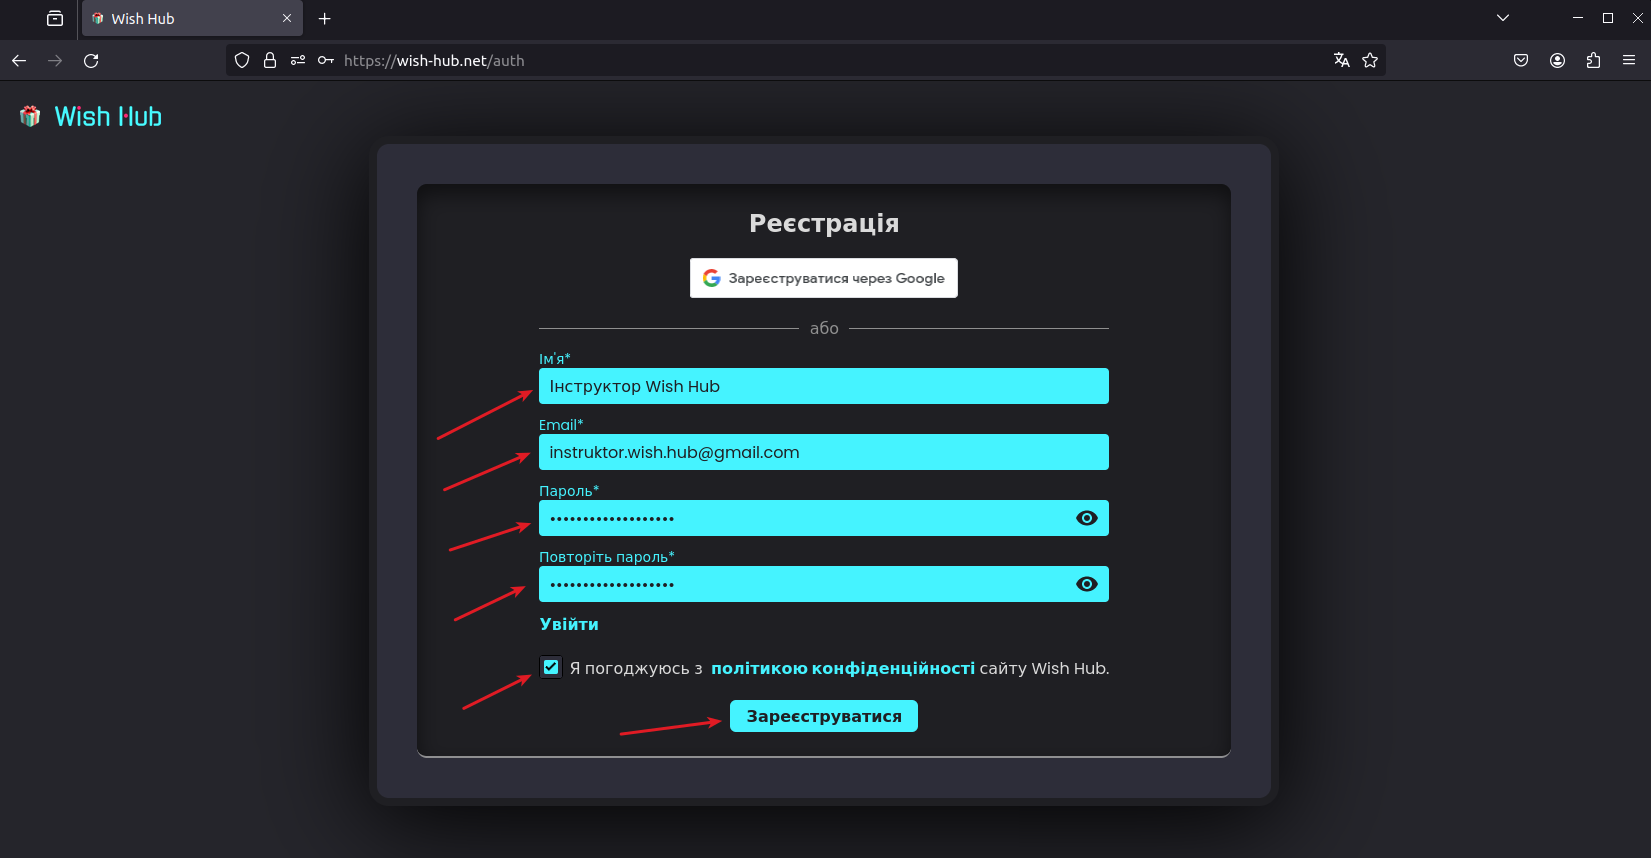 Wish Hub
https://wish-hub.net/auth
Wish Hub
Реєстрація
Зареєструватися через Google
або
Ім'я*
Інструктор Wish Hub
Email*
instruktor.wish.hub@gmail.com
Пароль*
•••••••••••••••••••
Повторіть пароль*
•••••••••••••••••••
Увійти
Я погоджуюсь з політикою конфіденційності сайту Wish Hub.
Зареєструватися